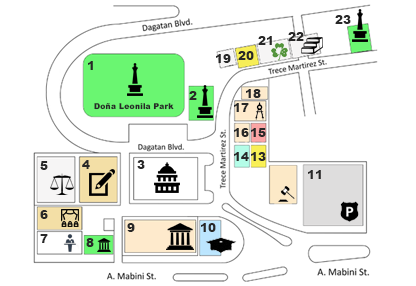 Dagatan Blvd.
23
22
21
20
19
Trece Martirez St.
1
Doña Leonila Park
2
18
17
16
15
14
13
Trece Martirez St.
Dagatan Blvd.
5
4
3
6
7
8
9
10
11
P
A. Mabini St.
A. Mabini St.